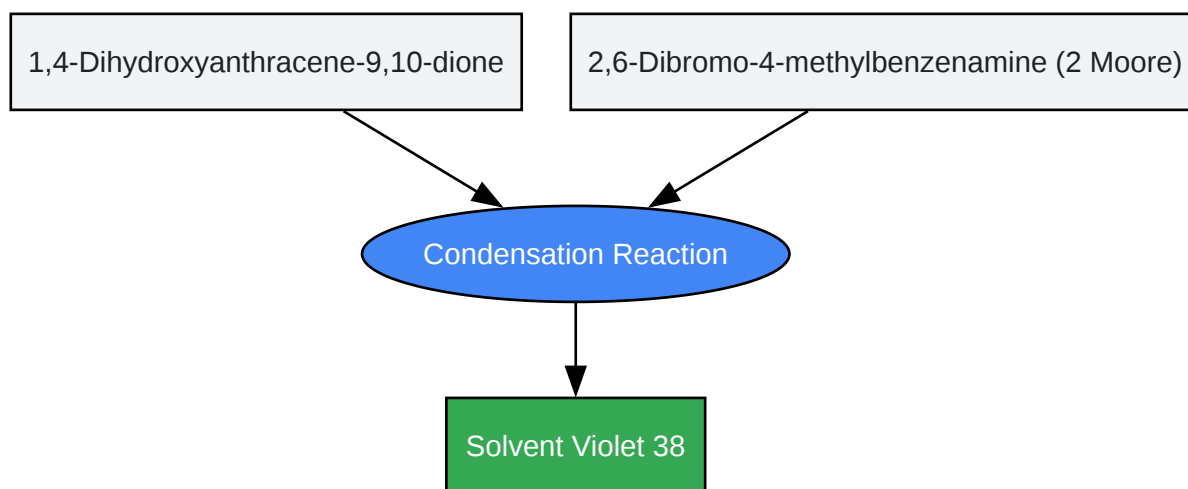 1,4-Dihydroxyanthracene-9,10-dione
2,6-Dibromo-4-methylbenzenamine (2 Moore)
Condensation Reaction
Solvent Violet 38